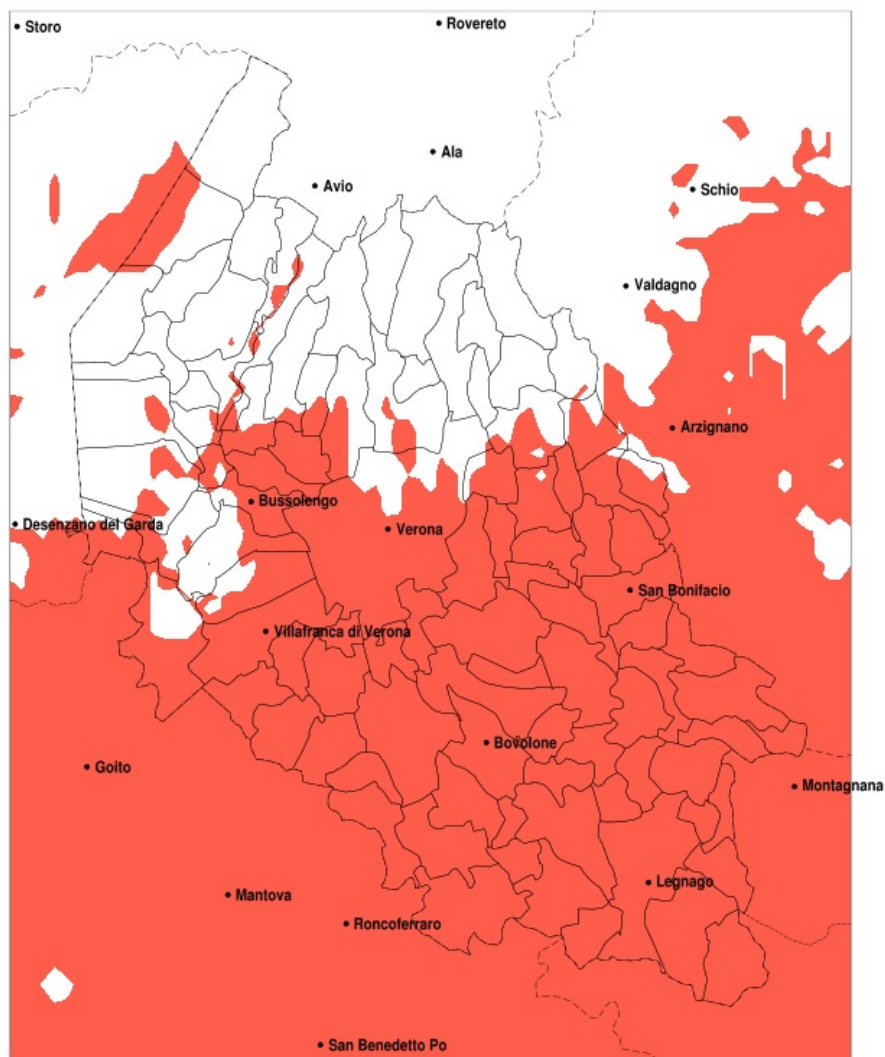 Storo
Rovereto
Ala
Avio
Schio
Valdagno
Arzignano
Bussolengo
Desenzano del Garda
Verona
San Bonifacio
Villafranca di Verona
Bovolone
Goito
Montagnana
Legnago
Mantova
Roncoferraro
San Benedetto Po